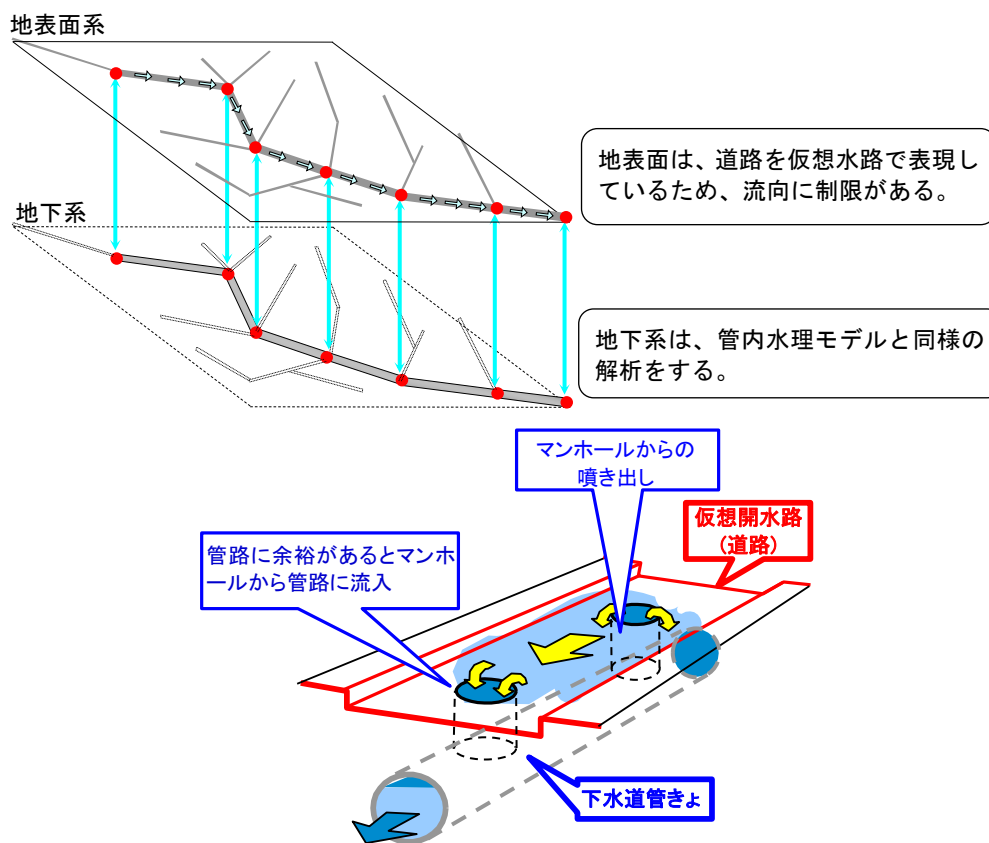 地表面系
地表面は、道路を仮想水路で表現し
ているため、流向に制限がある。
地下系
地下系は、管内水理モデルと同様の
解析をする。
マンホールからの
噴き出し
仮想開水路
(道路)
管路に余裕があるとマンホ
ールから管路に流入
下水道管きょ